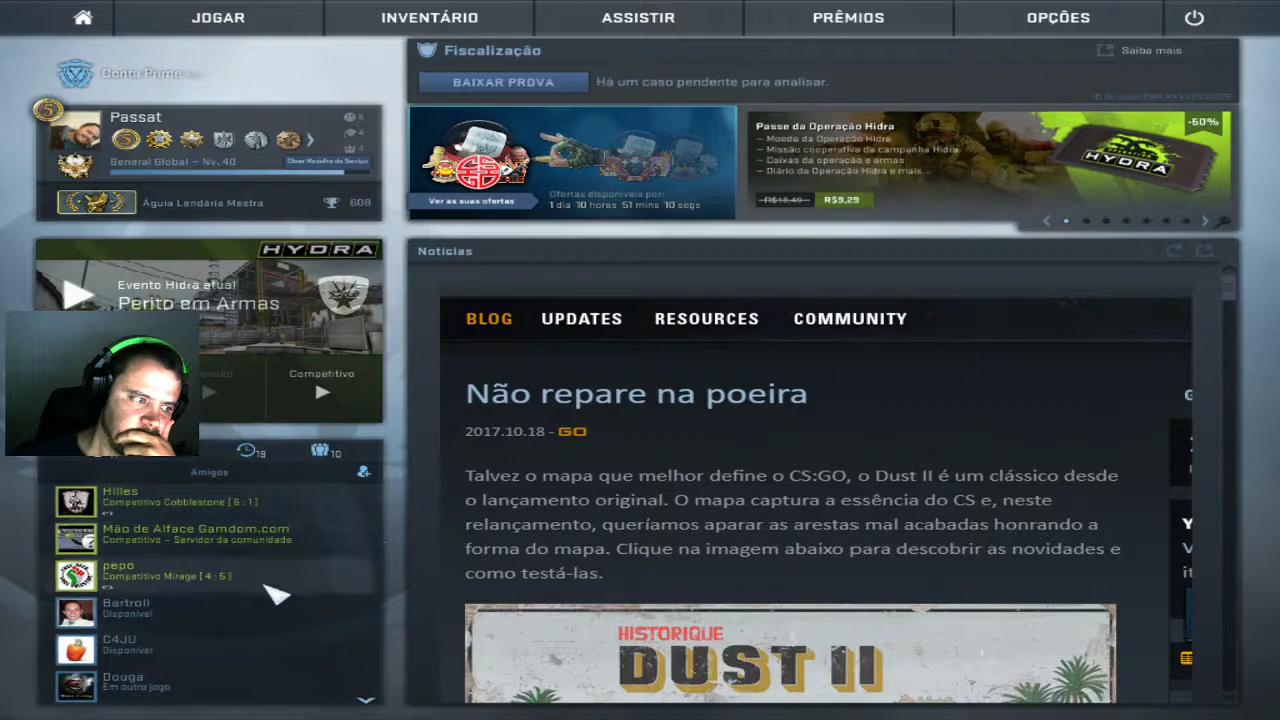 JOGAR
INVENTÁRIO
ASSISTIR
PRÊMIOS
OPÇÕES
Conta Prime
Fiscalização
Saiba mais
BAIXAR PROVA
Há um caso pendente para analisar.
5
Passat
6
4
4
General Global – Nv.40
Obter Medalha de Serviço
Águia Lendária Mestra
608
Ver as suas ofertas
Ofertas disponíveis por:
1 dia 10 horas 51 mins 10 segs
Passe da Operação Hidra
— Moeda da Operação Hidra
— Missão cooperativa da campanha Hidra
— Caixas da operação e armas
— Diário da Operação Hidra e mais...
R$18,49
R$9,29
-50%
HYDRA
HYDRA
Evento Hidra atual
Perito em Armas
Competitivo
Notícias
BLOG
UPDATES
RESOURCES
COMMUNITY
Não repare na poeira
2017.10.18 - GO
Talvez o mapa que melhor define o CS:GO, o Dust II é um clássico desde
o lançamento original. O mapa captura a essência do CS e, neste
relançamento, queríamos aparar as arestas mal acabadas honrando a
forma do mapa. Clique na imagem abaixo para descobrir as novidades e
como testá-las.
HISTORIQUE
DUST II
19
10
Amigos
Hilles
Competitivo Cobblestone [ 6 : 1 ]
Mão de Alface Gamdom.com
Competitivo – Servidor da comunidade
pepo
Competitivo Mirage [ 4 : 5 ]
Bartroll
Disponível
C4JU
Disponível
Douga
Em outro jogo